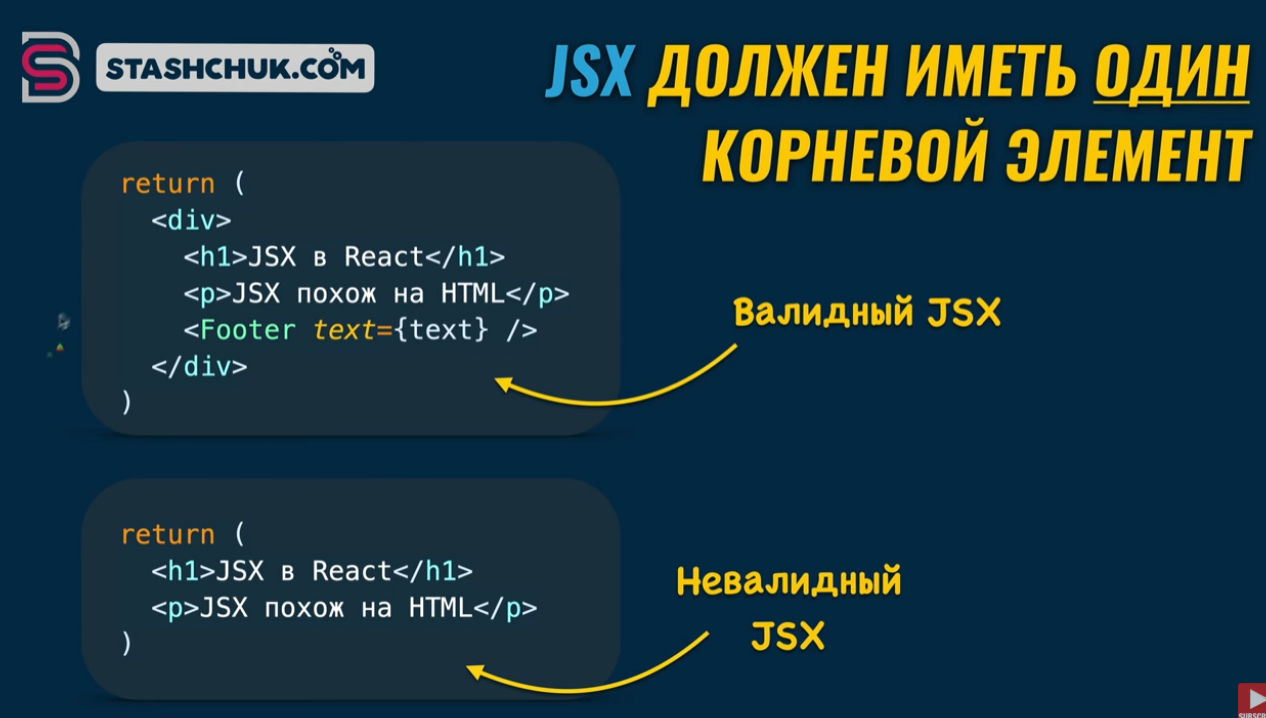 STASHCHUK.COM
JSX ДОЛЖЕН ИМЕТЬ ОДИН
КОРНЕВОЙ ЭЛЕМЕНТ
return (
<div>
<h1>JSX в React</h1>
<p>JSX похож на HTML</p>
<Footer text={text} />
</div>
)
Валидный JSX
return (
<h1>JSX в React</h1>
<p>JSX похож на HTML</p>
)
Невалидный
JSX